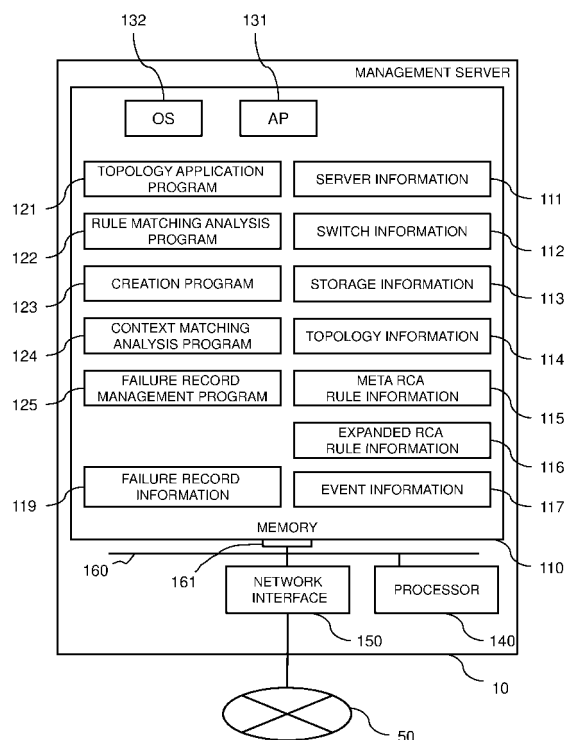 132
131
MANAGEMENT SERVER
OS
AP
TOPOLOGY APPLICATION
PROGRAM
SERVER INFORMATION
121
111
RULE MATCHING ANALYSIS
PROGRAM
SWITCH INFORMATION
122
112
CREATION PROGRAM
STORAGE INFORMATION
123
113
CONTEXT MATCHING
ANALYSIS PROGRAM
TOPOLOGY INFORMATION
124
114
FAILURE RECORD
MANAGEMENT PROGRAM
META RCA
RULE INFORMATION
125
115
EXPANDED RCA
RULE INFORMATION
116
FAILURE RECORD
INFORMATION
EVENT INFORMATION
119
117
MEMORY
160
161
110
NETWORK
INTERFACE
PROCESSOR
150
140
10
50